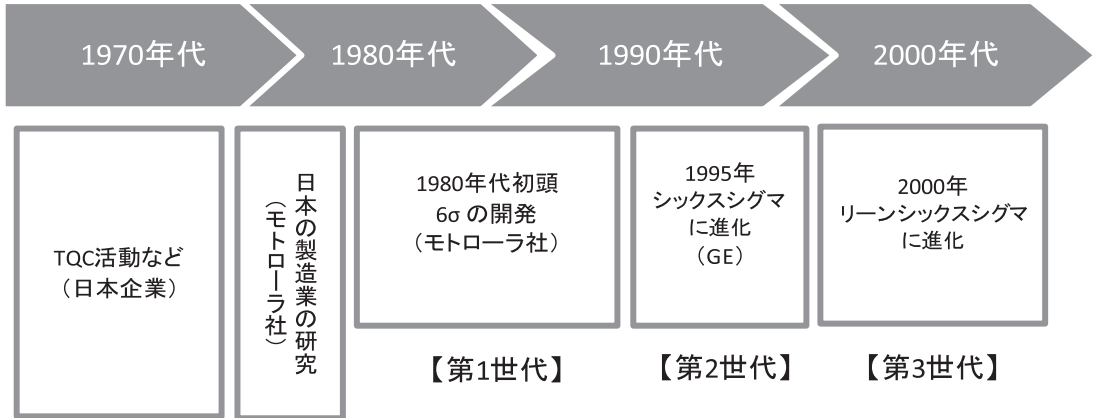 1970年代
1980年代
1990年代
2000年代
TQC活動など
（日本企業）
日本の製造業の研究
（モトローラ社）
1980年代初頭
6σ の開発
（モトローラ社）
1995年
シックスシグマ
に進化
（GE）
2000年
リーンシックスシグマ
に進化
【第1世代】
【第2世代】
【第3世代】